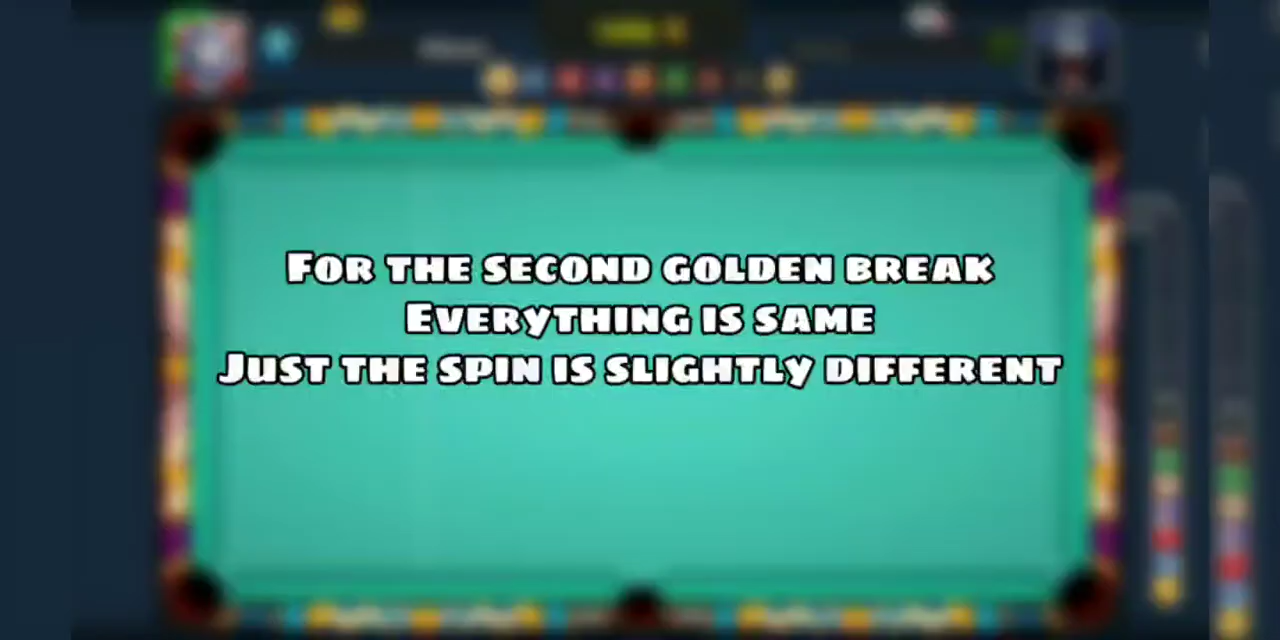 For the second golden break
Everything is same
Just the spin is slightly different